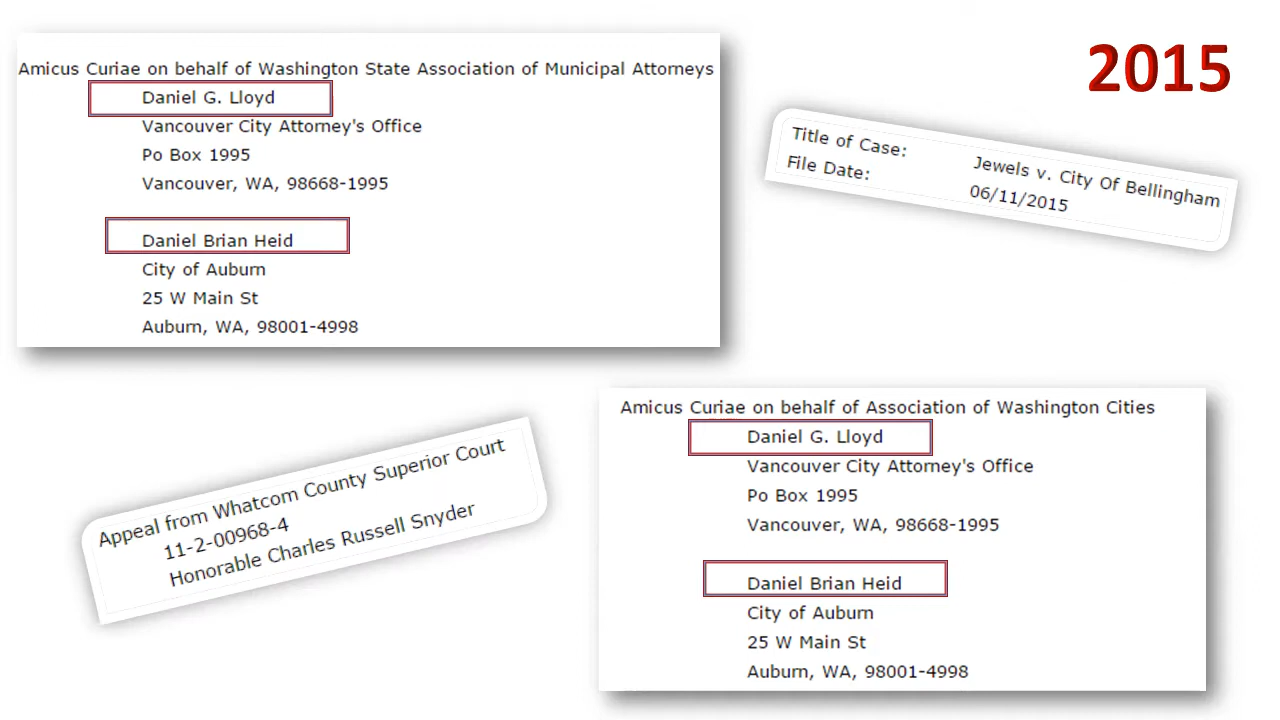 Amicus Curiae on behalf of Washington State Association of Municipal Attorneys
Daniel G. Lloyd
Vancouver City Attorney's Office
Po Box 1995
Vancouver, WA, 98668-1995
Daniel Brian Heid
City of Auburn
25 W Main St
Auburn, WA, 98001-4998
2015
Title of Case: Jewels v. City Of Bellingham
File Date: 06/11/2015
Appeal from Whatcom County Superior Court
11-2-00968-4
Honorable Charles Russell Snyder
Amicus Curiae on behalf of Association of Washington Cities
Daniel G. Lloyd
Vancouver City Attorney's Office
Po Box 1995
Vancouver, WA, 98668-1995
Daniel Brian Heid
City of Auburn
25 W Main St
Auburn, WA, 98001-4998